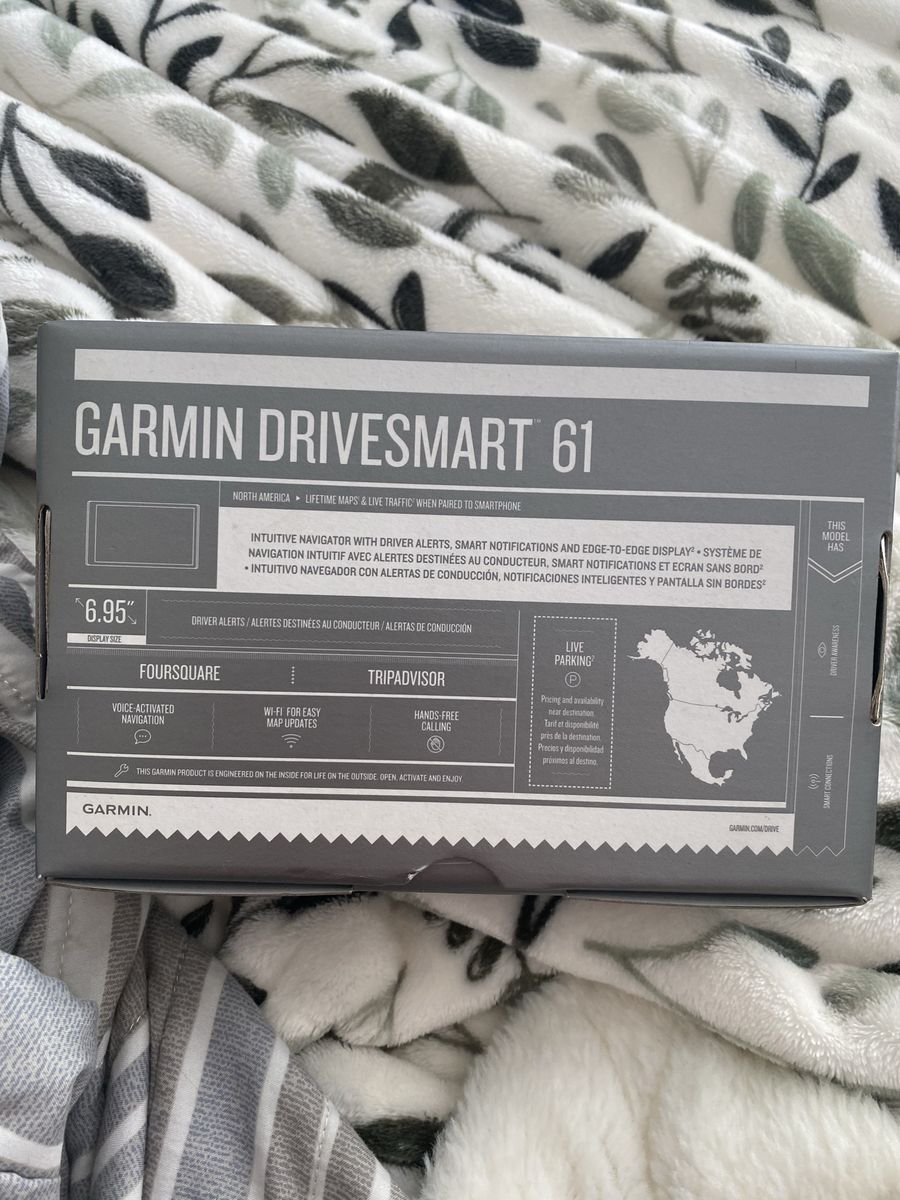 GARMIN DRIVESMART™ 61
NORTH AMERICA ▸ LIFETIME MAPS¹ & LIVE TRAFFIC² WHEN PAIRED TO SMARTPHONE
INTUITIVE NAVIGATOR WITH DRIVER ALERTS, SMART NOTIFICATIONS AND EDGE-TO-EDGE DISPLAY² • SYSTÈME DE
NAVIGATION INTUITIF AVEC ALERTES DESTINÉES AU CONDUCTEUR, SMART NOTIFICATIONS ET ECRAN SANS BORD²
• INTUITIVO NAVEGADOR CON ALERTAS DE CONDUCCIÓN, NOTIFICACIONES INTELIGENTES Y PANTALLA SIN BORDES²
THIS
MODEL
HAS
6.95"
DISPLAY SIZE
DRIVER ALERTS / ALERTES DESTINÉES AU CONDUCTEUR / ALERTAS DE CONDUCCIÓN
FOURSQUARE
TRIPADVISOR
VOICE-ACTIVATED
NAVIGATION
WI-FI FOR EASY
MAP UPDATES
HANDS-FREE
CALLING
LIVE
PARKING²
P
Pricing and availability
near destination.
Tarif et disponibilité
près de la destination.
Precios y disponibilidad
próximos al destino.
DRIVER AWARENESS
SMART CONNECTIONS
THIS GARMIN PRODUCT IS ENGINEERED ON THE INSIDE FOR LIFE ON THE OUTSIDE. OPEN, ACTIVATE AND ENJOY
GARMIN.
GARMIN.COM/DRIVE